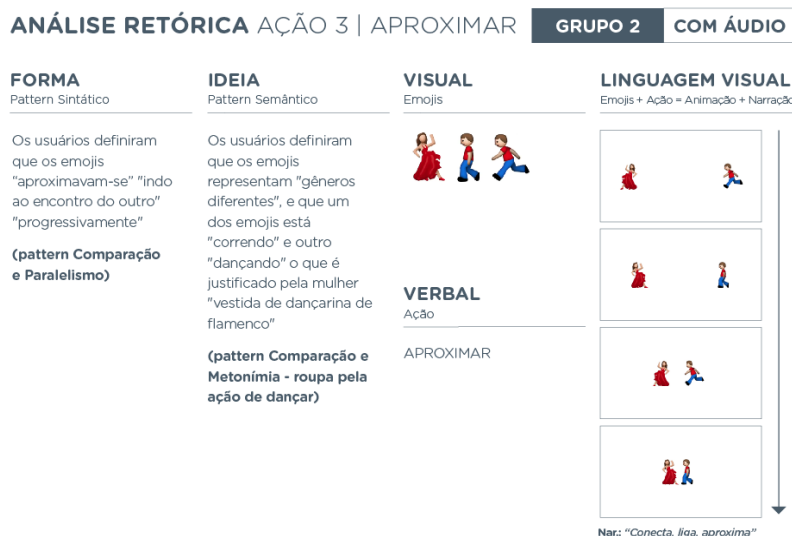 ANÁLISE RETÓRICA AÇÃO 3 | APROXIMAR
GRUPO 2
COM ÁUDIO
FORMA
Pattern Sintático
Os usuários definiram
que os emojis
“aproximavam-se” "indo
ao encontro do outro"
"progressivamente"
(pattern Comparação
e Paralelismo)
IDEIA
Pattern Semântico
Os usuários definiram
que os emojis
representam "gêneros
diferentes", e que um
dos emojis está
"correndo" e outro
"dançando" o que é
justificado pela mulher
"vestida de dançarina de
flamenco"
(pattern Comparação e
Metonímia - roupa pela
ação de dançar)
VISUAL
Emojis
VERBAL
Ação
APROXIMAR
LINGUAGEM VISUAL
Emojis + Ação = Animação + Narração
Nar.: “Conecta, liga, aproxima”